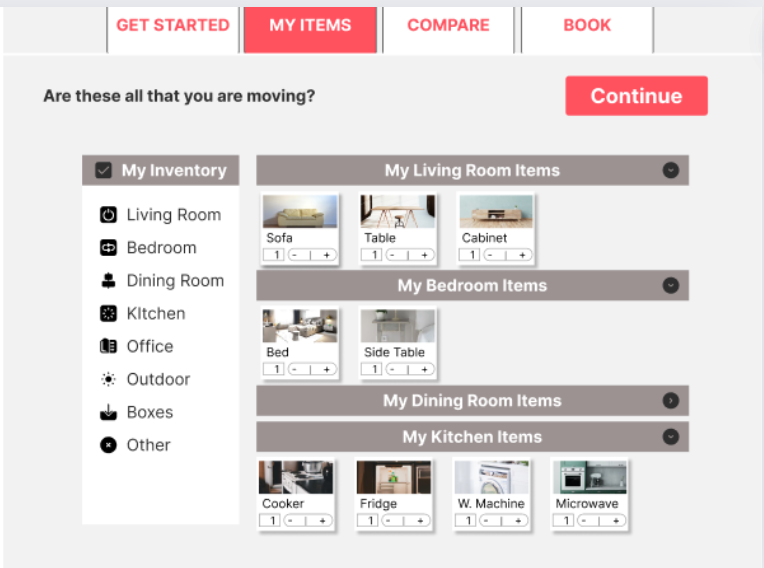 GET STARTED MY ITEMS COMPARE BOOK
Are these all that you are moving? Continue
My Inventory
Living Room
Bedroom
Dining Room
KItchen
Office
Outdoor
Boxes
Other
My Living Room Items
Sofa Table Cabinet
1 - | + 1 - | + 1 - | +
My Bedroom Items
Bed Side Table
1 - | + 1 - | +
My Dining Room Items
My Kitchen Items
Cooker Fridge W. Machine Microwave
1 - | + 1 - | + 1 - | + 1 - | +